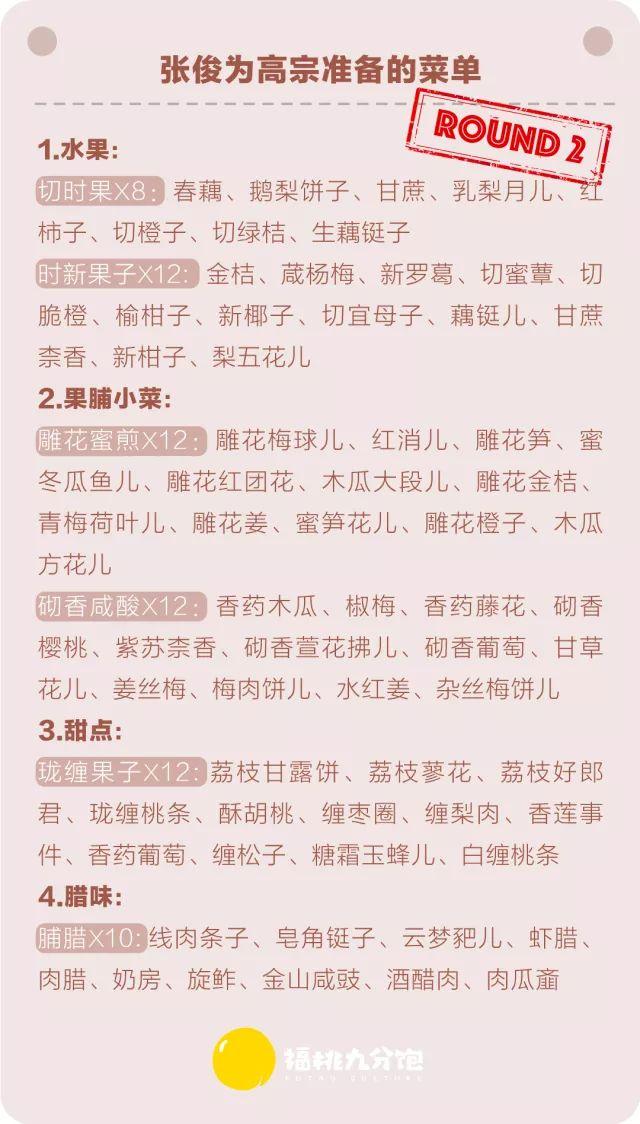 张俊为高宗准备的菜单
ROUND 2
1.水果:
切时果X8: 春藕、鹅梨饼子、甘蔗、乳梨月儿、红
柿子、切橙子、切绿桔、生藕铤子
时新果子X12: 金桔、葴杨梅、新罗葛、切蜜蕈、切
脆橙、榆柑子、新椰子、切宜母子、藕铤儿、甘蔗
柰香、新柑子、梨五花儿
2.果脯小菜:
雕花蜜煎X12: 雕花梅球儿、红消儿、雕花笋、蜜
冬瓜鱼儿、雕花红团花、木瓜大段儿、雕花金桔、
青梅荷叶儿、雕花姜、蜜笋花儿、雕花橙子、木瓜
方花儿
砌香咸酸X12: 香药木瓜、椒梅、香药藤花、砌香
樱桃、紫苏柰香、砌香萱花拂儿、砌香葡萄、甘草
花儿、姜丝梅、梅肉饼儿、水红姜、杂丝梅饼儿
3.甜点:
珑缠果子X12: 荔枝甘露饼、荔枝蓼花、荔枝好郎
君、珑缠桃条、酥胡桃、缠枣圈、缠梨肉、香莲事
件、香药葡萄、缠松子、糖霜玉蜂儿、白缠桃条
4.腊味:
脯腊X10: 线肉条子、皂角铤子、云梦豝儿、虾腊、
肉腊、奶房、旋鲊、金山咸豉、酒醋肉、肉瓜齑
福桃九分饱
FUTAO CULTURE